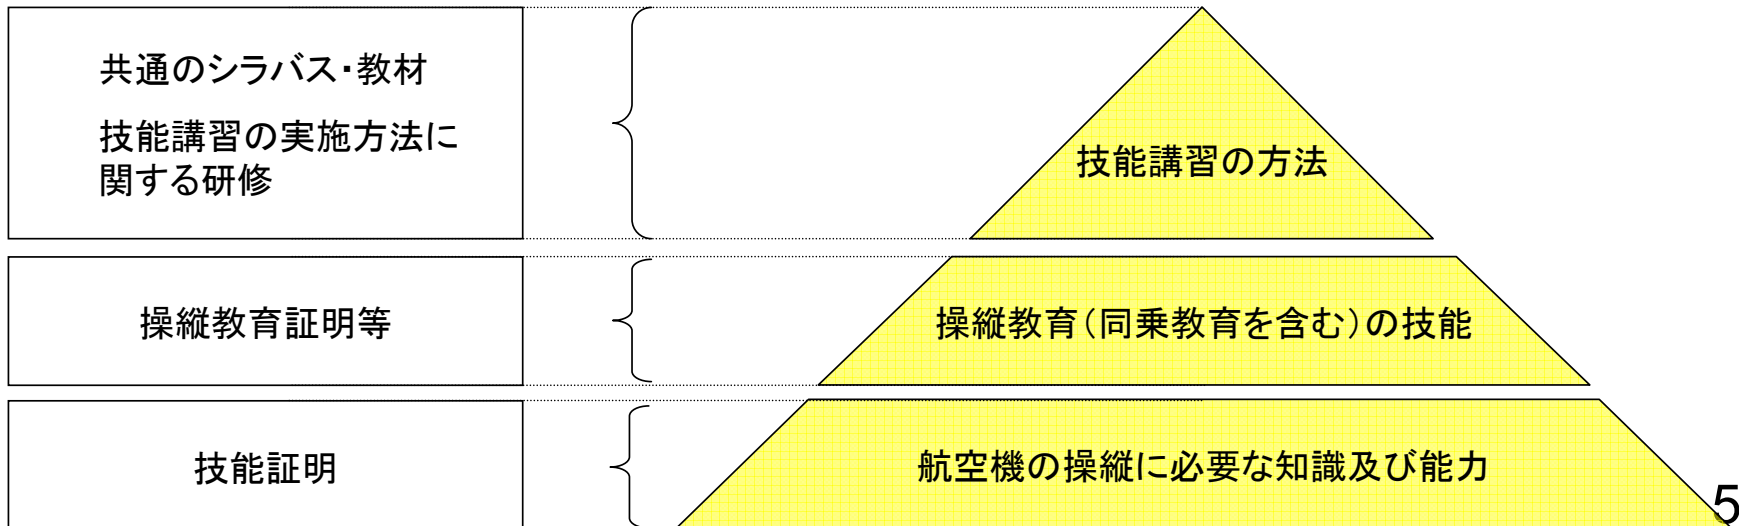 共通のシラバス・教材
技能講習の実施方法に
関する研修
技能講習の方法
操縦教育証明等
操縦教育(同乗教育を含む)の技能
技能証明
航空機の操縦に必要な知識及び能力
5